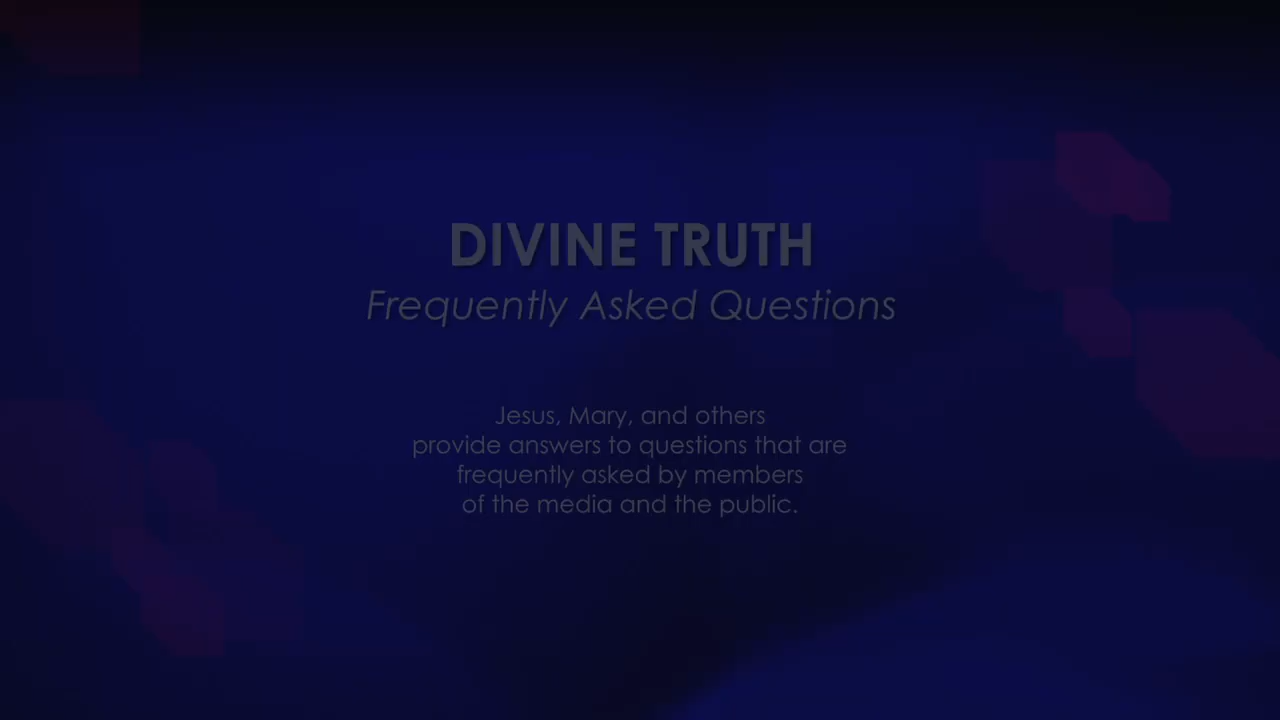 DIVINE TRUTH
Frequently Asked Questions
Jesus, Mary, and others
provide answers to questions that are
frequently asked by members
of the media and the public.